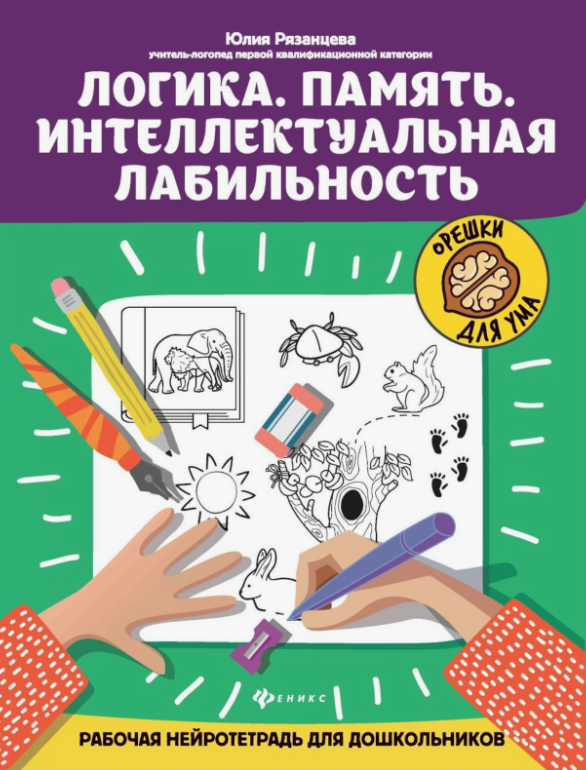 Юлия Рязанцева
учитель-логопед первой квалификационной категории
ЛОГИКА. ПАМЯТЬ.
ИНТЕЛЛЕКТУАЛЬНАЯ
ЛАБИЛЬНОСТЬ
ОРЕШКИ
ДЛЯ УМА
ФЕНИКС
РАБОЧАЯ НЕЙРОТЕТРАДЬ ДЛЯ ДОШКОЛЬНИКОВ